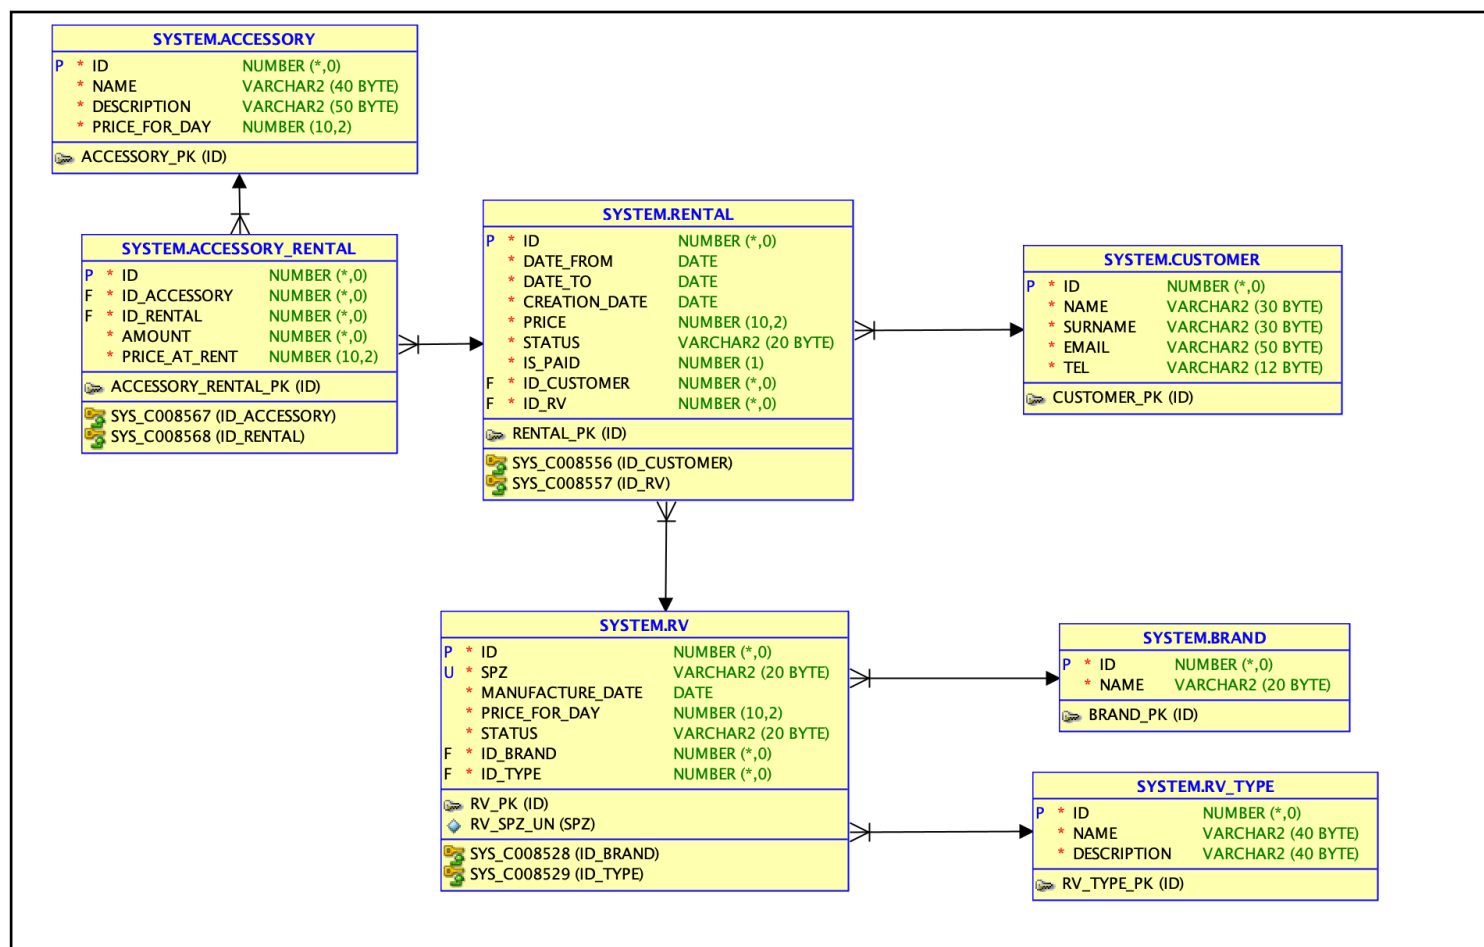 SYSTEM.ACCESSORY
P * ID NUMBER (*,0)
* NAME VARCHAR2 (40 BYTE)
* DESCRIPTION VARCHAR2 (50 BYTE)
* PRICE_FOR_DAY NUMBER (10,2)
ACCESSORY_PK (ID)
SYSTEM.ACCESSORY_RENTAL
P * ID NUMBER (*,0)
F * ID_ACCESSORY NUMBER (*,0)
F * ID_RENTAL NUMBER (*,0)
* AMOUNT NUMBER (*,0)
* PRICE_AT_RENT NUMBER (10,2)
ACCESSORY_RENTAL_PK (ID)
SYS_C008567 (ID_ACCESSORY)
SYS_C008568 (ID_RENTAL)
SYSTEM.RENTAL
P * ID NUMBER (*,0)
* DATE_FROM DATE
* DATE_TO DATE
* CREATION_DATE DATE
* PRICE NUMBER (10,2)
* STATUS VARCHAR2 (20 BYTE)
* IS_PAID NUMBER (1)
F * ID_CUSTOMER NUMBER (*,0)
F * ID_RV NUMBER (*,0)
RENTAL_PK (ID)
SYS_C008556 (ID_CUSTOMER)
SYS_C008557 (ID_RV)
SYSTEM.CUSTOMER
P * ID NUMBER (*,0)
* NAME VARCHAR2 (30 BYTE)
* SURNAME VARCHAR2 (30 BYTE)
* EMAIL VARCHAR2 (50 BYTE)
* TEL VARCHAR2 (12 BYTE)
CUSTOMER_PK (ID)
SYSTEM.RV
P * ID NUMBER (*,0)
U * SPZ VARCHAR2 (20 BYTE)
* MANUFACTURE_DATE DATE
* PRICE_FOR_DAY NUMBER (10,2)
* STATUS VARCHAR2 (20 BYTE)
F * ID_BRAND NUMBER (*,0)
F * ID_TYPE NUMBER (*,0)
RV_PK (ID)
RV_SPZ_UN (SPZ)
SYS_C008528 (ID_BRAND)
SYS_C008529 (ID_TYPE)
SYSTEM.BRAND
P * ID NUMBER (*,0)
* NAME VARCHAR2 (20 BYTE)
BRAND_PK (ID)
SYSTEM.RV_TYPE
P * ID NUMBER (*,0)
* NAME VARCHAR2 (40 BYTE)
* DESCRIPTION VARCHAR2 (40 BYTE)
RV_TYPE_PK (ID)